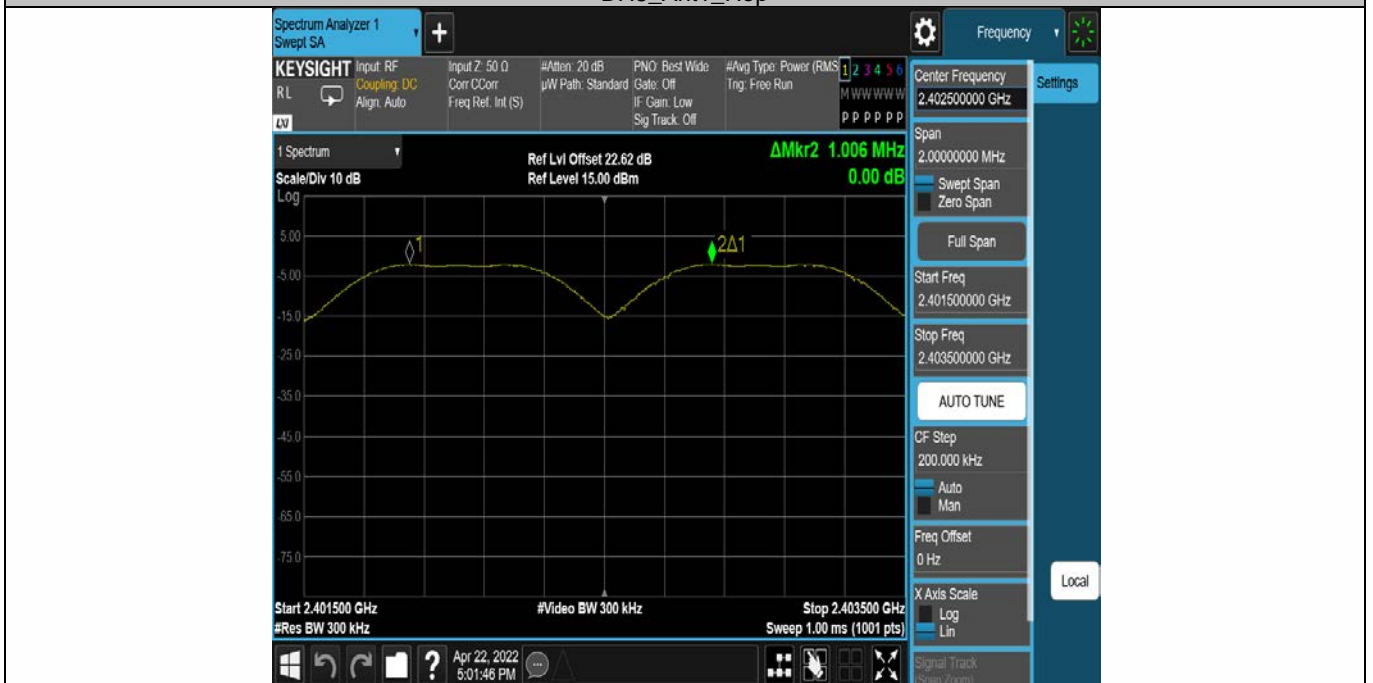 Spectrum Analyzer 1
Swept SA
+
Frequency
KEYSIGHT
RL
LXI
Input: RF
Coupling: DC
Align: Auto
Input Z: 50 Ω
Corr CCorr
Freq Ref: Int (S)
#Atten: 20 dB
µW Path: Standard
PNO: Best Wide
Gate: Off
IF Gain: Low
Sig Track: Off
#Avg Type: Power (RMS
Trig: Free Run
1 2 3 4 5 6
M W W W W W
P P P P P P
Center Frequency
2.402500000 GHz
Settings
Span
2.00000000 MHz
Swept Span
Zero Span
Full Span
Start Freq
2.401500000 GHz
Stop Freq
2.403500000 GHz
AUTO TUNE
CF Step
200.000 kHz
Auto
Man
Freq Offset
0 Hz
X Axis Scale
Log
Lin
Signal Track
(Span Zoom)
Local
1 Spectrum
Scale/Div 10 dB
Log
Ref Lvl Offset 22.62 dB
Ref Level 15.00 dBm
ΔMkr2 1.006 MHz
0.00 dB
1
2Δ1
5.00
-5.00
-15.0
-25.0
-35.0
-45.0
-55.0
-65.0
-75.0
Start 2.401500 GHz
#Res BW 300 kHz
#Video BW 300 kHz
Stop 2.403500 GHz
Sweep 1.00 ms (1001 pts)
?
Apr 22, 2022
5:01:46 PM